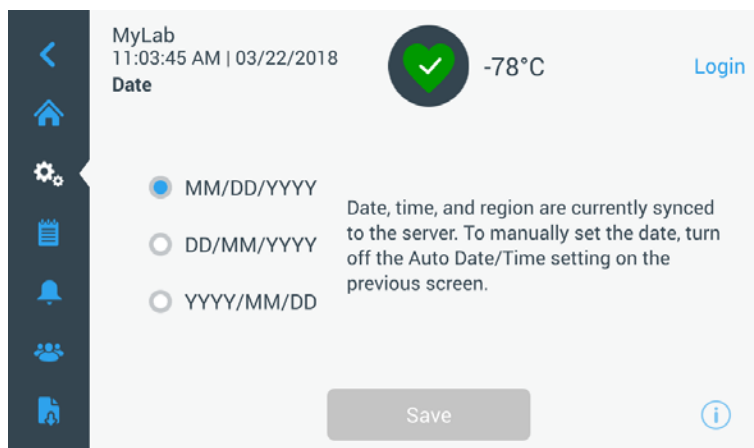 MyLab
11:03:45 AM | 03/22/2018
Date
-78°C
Login
MM/DD/YYYY
DD/MM/YYYY
YYYY/MM/DD
Date, time, and region are currently synced
to the server. To manually set the date, turn
off the Auto Date/Time setting on the
previous screen.
Save